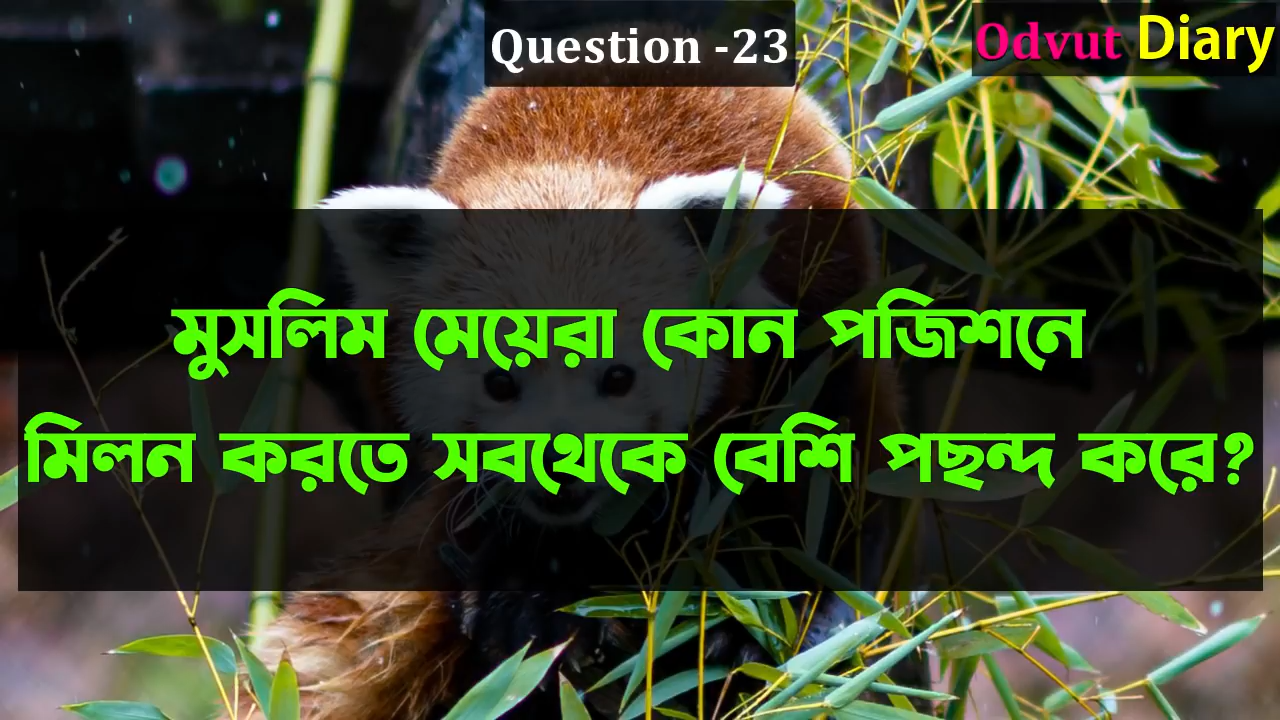 Question -23
Odvut Diary
মুসলিম মেয়েরা কোন পজিশনে
মিলন করতে সবথেকে বেশি পছন্দ করে?